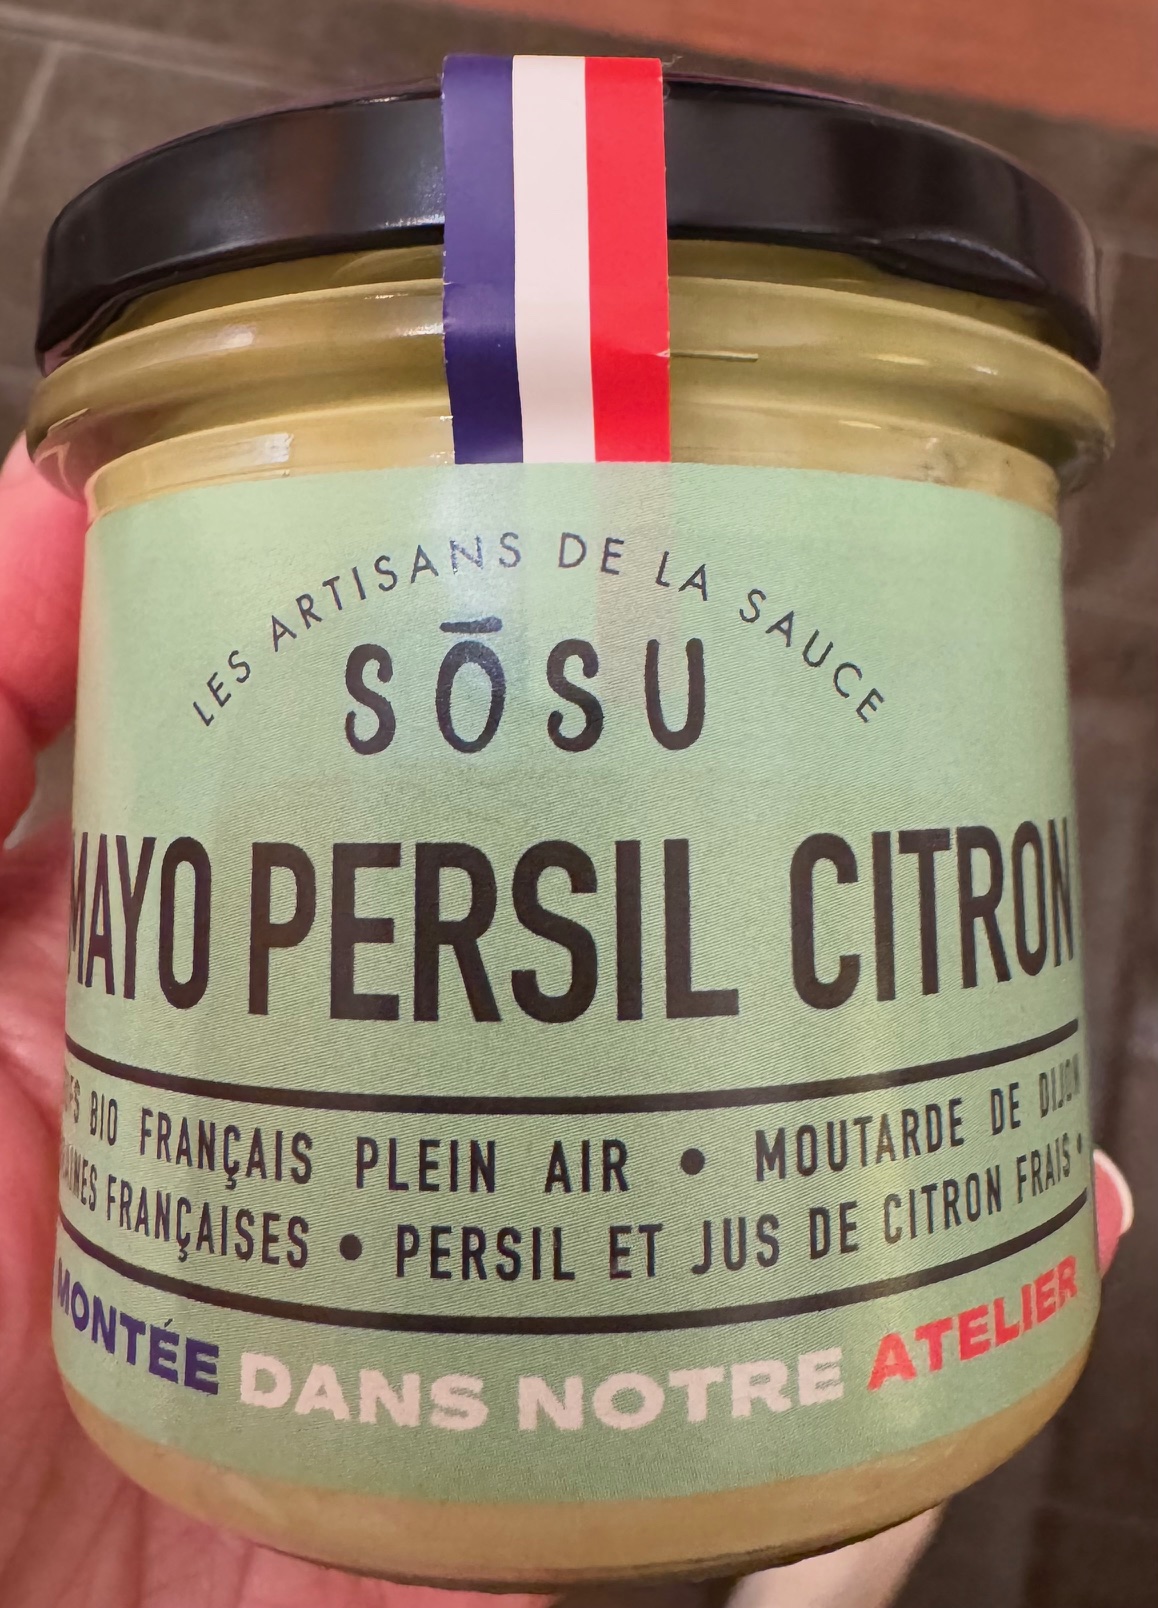 LES ARTISANS DE LA SAUCE
SŌSU
MAYO PERSIL CITRON
BIO FRANÇAIS PLEIN AIR • MOUTARDE DE DIJON
FRANÇAISES • PERSIL ET JUS DE CITRON FRAIS •
MONTÉE DANS NOTRE ATELIER